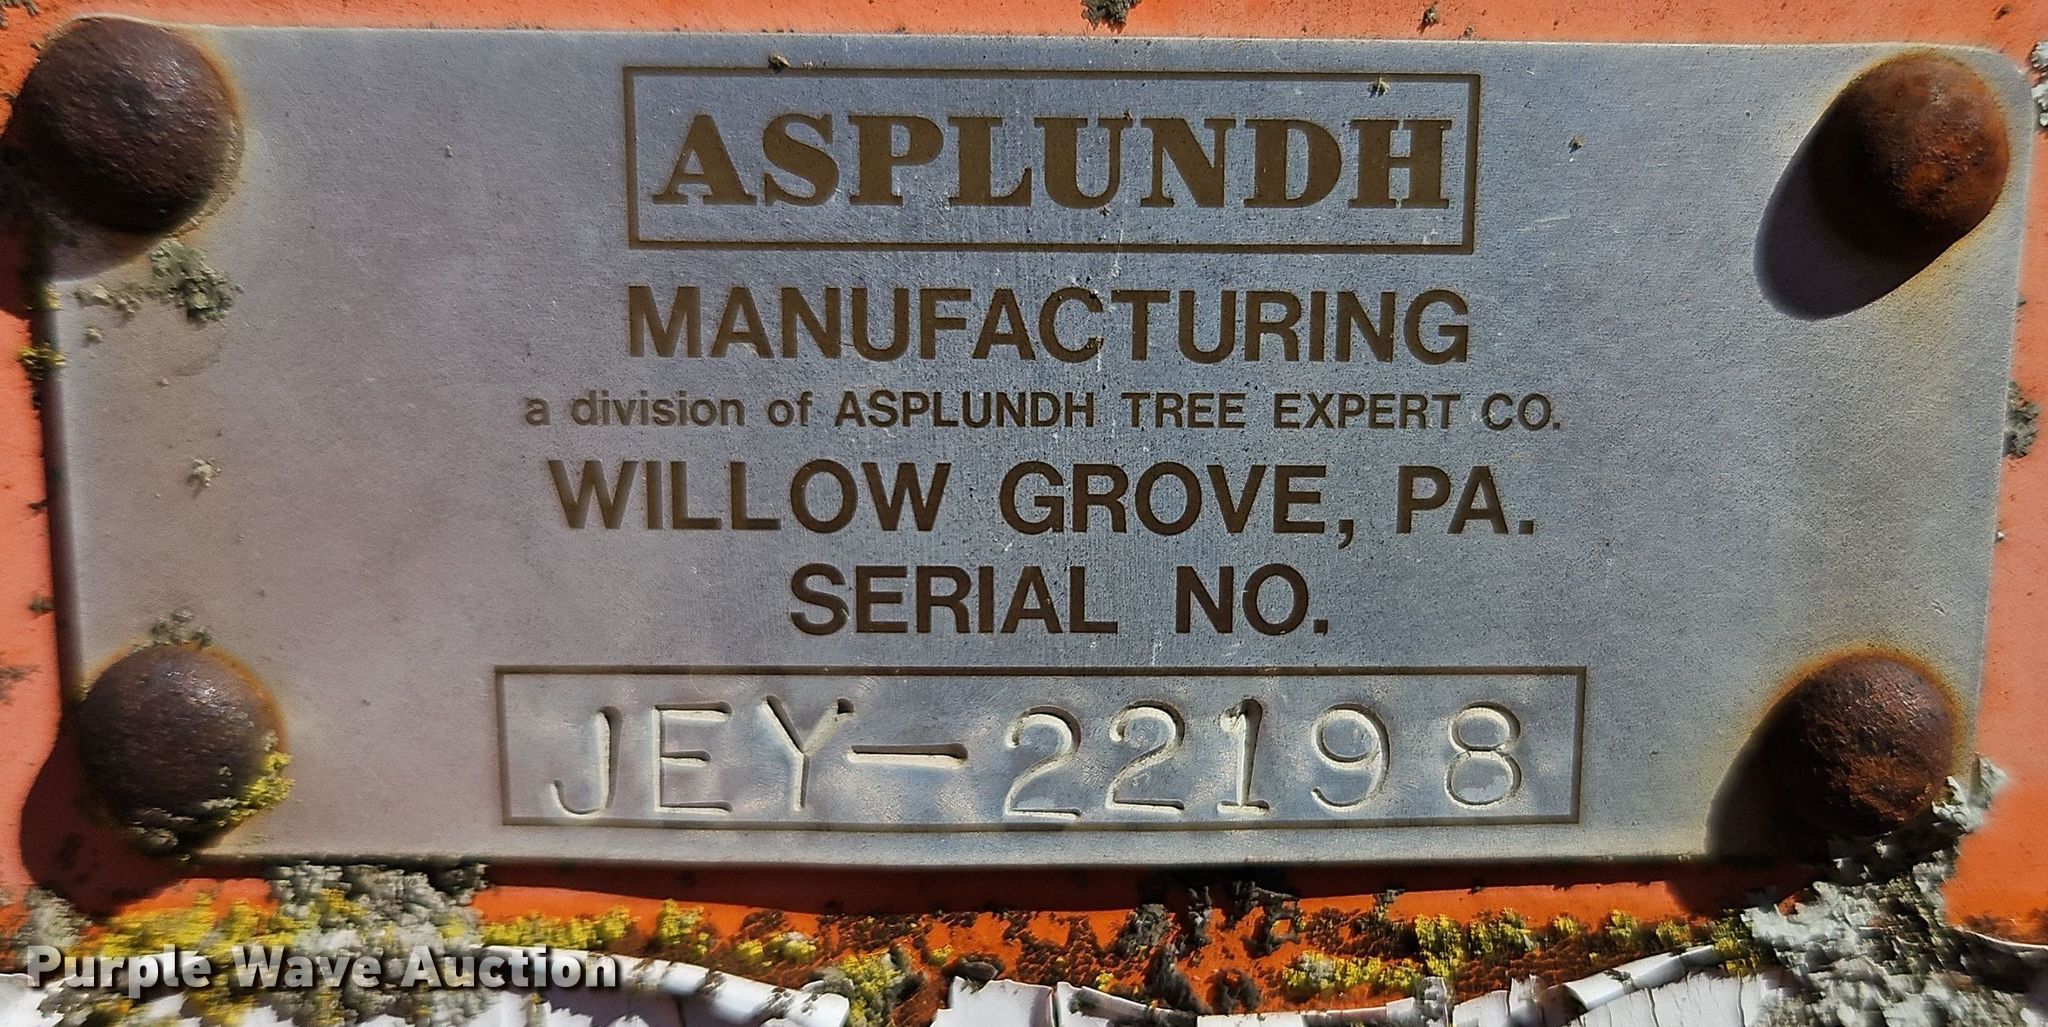 ASPLUNDH
MANUFACTURING
a division of ASPLUNDH TREE EXPERT CO.
WILLOW GROVE, PA.
SERIAL NO.
JEY-22198
Purple Wave Auction